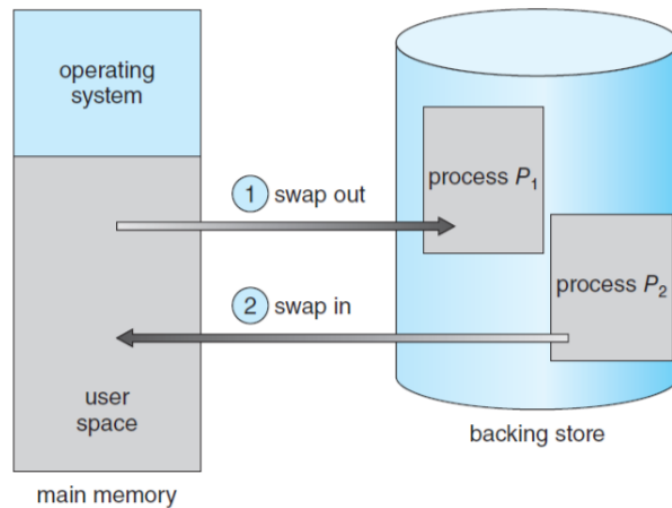 operating
system
process P₁
1 swap out
process P₂
2 swap in
user
space
backing store
main memory